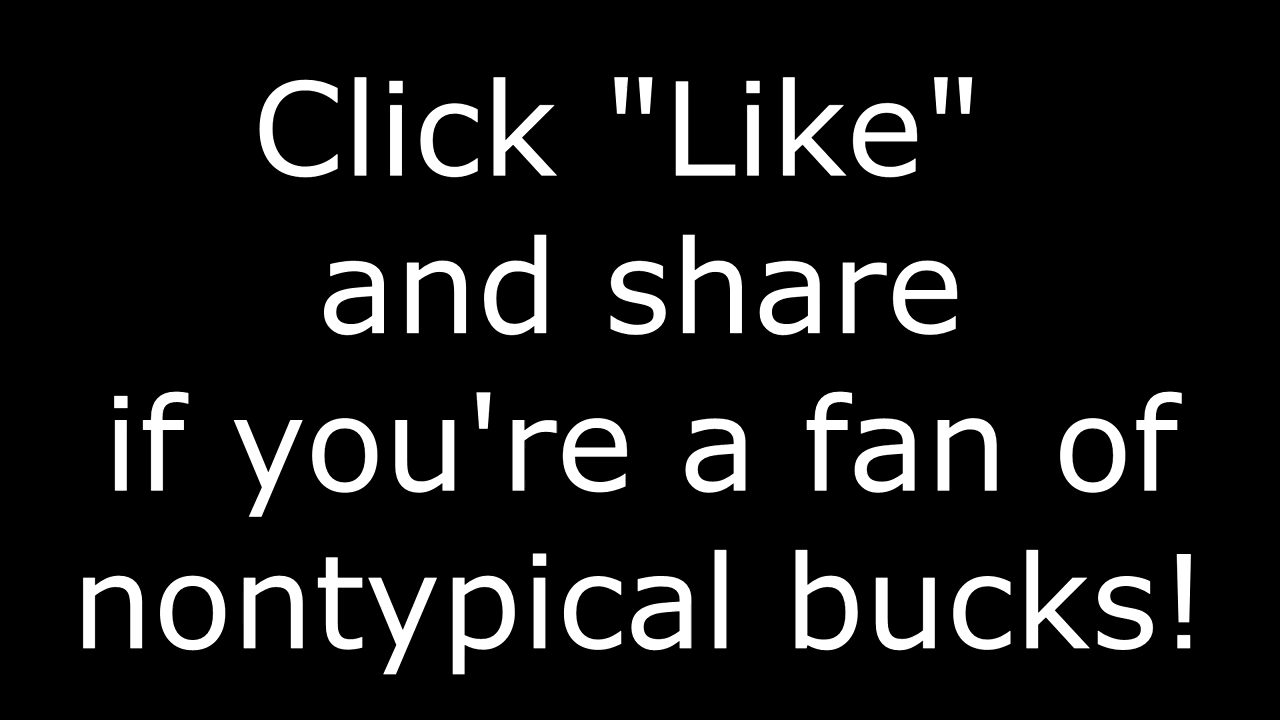 Click "Like"
and share
if you're a fan of
nontypical bucks!